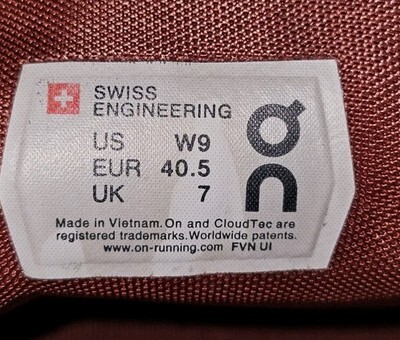 SWISS
ENGINEERING
US W9
EUR 40.5
UK 7
on
Made in Vietnam. On and CloudTec are
registered trademarks. Worldwide patents.
www.on-running.com FVN UI